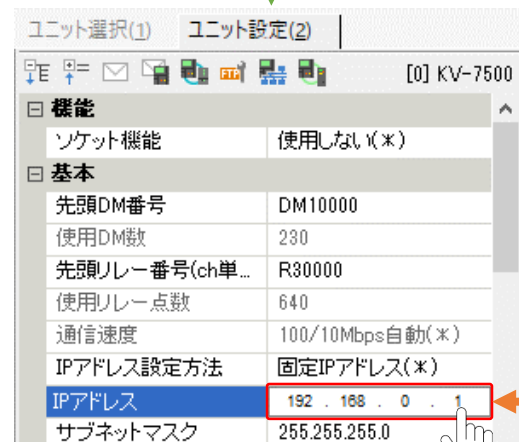 ユニット選択(1) ユニット設定(2)
[0] KV-7500
機能
ソケット機能 使用しない(*)
基本
先頭DM番号 DM10000
使用DM数 230
先頭リレー番号(ch単... R30000
使用リレー点数 640
通信速度 100/10Mbps自動(*)
IPアドレス設定方法 固定IPアドレス(*)
IPアドレス 192 . 168 . 0 . 1
サブネットマスク 255.255.255.0